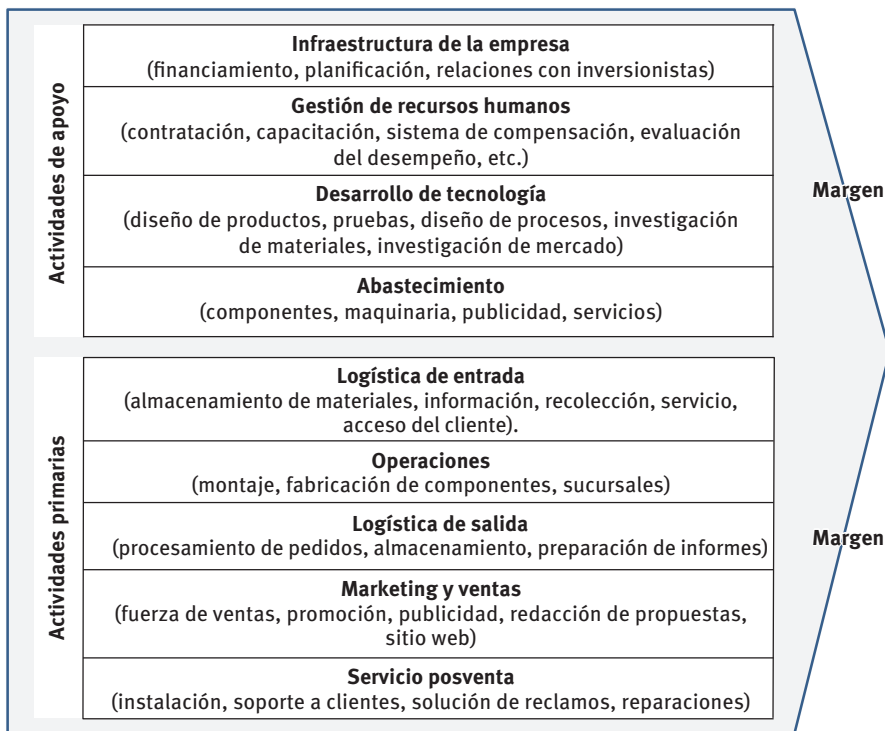 Actividades de apoyo
Infraestructura de la empresa
(financiamiento, planificación, relaciones con inversionistas)
Gestión de recursos humanos
(contratación, capacitación, sistema de compensación, evaluación
del desempeño, etc.)
Desarrollo de tecnología
(diseño de productos, pruebas, diseño de procesos, investigación
de materiales, investigación de mercado)
Abastecimiento
(componentes, maquinaria, publicidad, servicios)
Margen
Actividades primarias
Logística de entrada
(almacenamiento de materiales, información, recolección, servicio,
acceso del cliente).
Operaciones
(montaje, fabricación de componentes, sucursales)
Logística de salida
(procesamiento de pedidos, almacenamiento, preparación de informes)
Marketing y ventas
(fuerza de ventas, promoción, publicidad, redacción de propuestas,
sitio web)
Servicio posventa
(instalación, soporte a clientes, solución de reclamos, reparaciones)
Margen